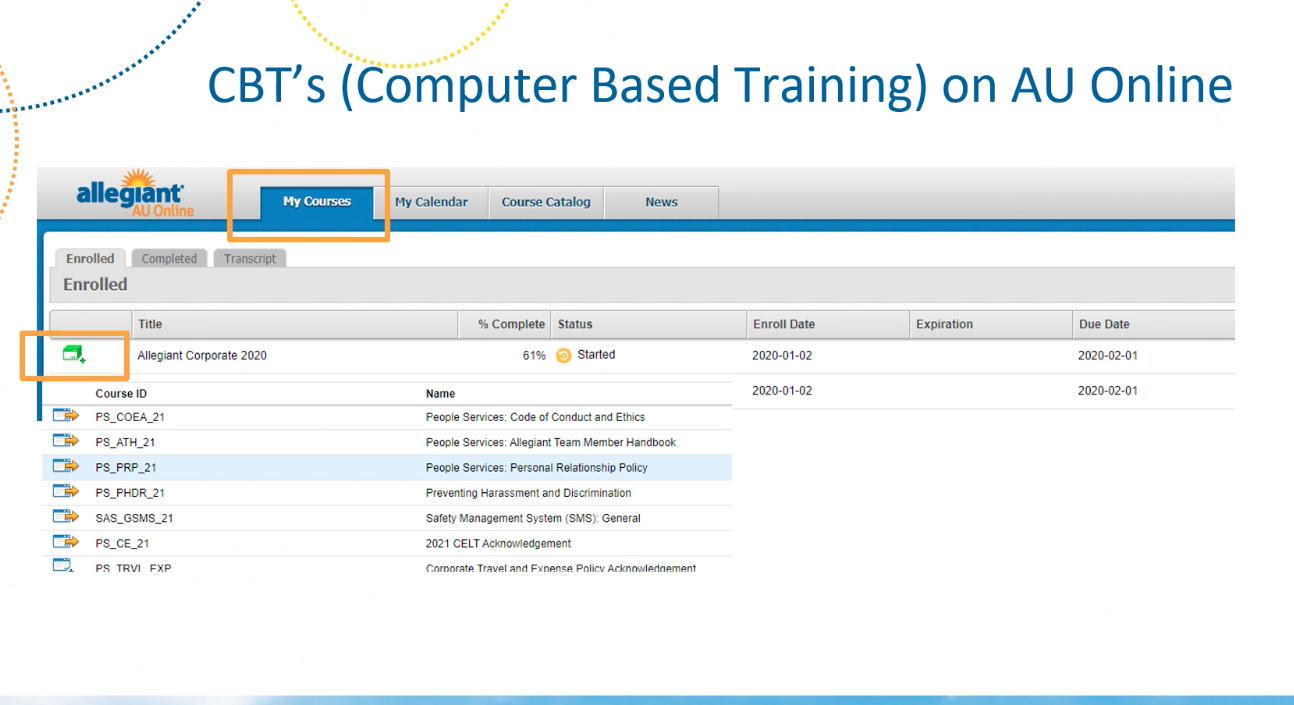 CBT's (Computer Based Training) on AU Online
allegiant
AU Online
My Courses My Calendar Course Catalog News
Enrolled Completed Transcript
Enrolled
Title % Complete Status Enroll Date Expiration Due Date
Allegiant Corporate 2020 61% Started 2020-01-02 2020-02-01
2020-01-02 2020-02-01
Course ID Name
PS_COEA_21 People Services: Code of Conduct and Ethics
PS_ATH_21 People Services: Allegiant Team Member Handbook
PS_PRP_21 People Services: Personal Relationship Policy
PS_PHDR_21 Preventing Harassment and Discrimination
SAS_GSMS_21 Safety Management System (SMS): General
PS_CE_21 2021 CELT Acknowledgement
PS_TRVL_EXP Corporate Travel and Expense Policy Acknowledgement